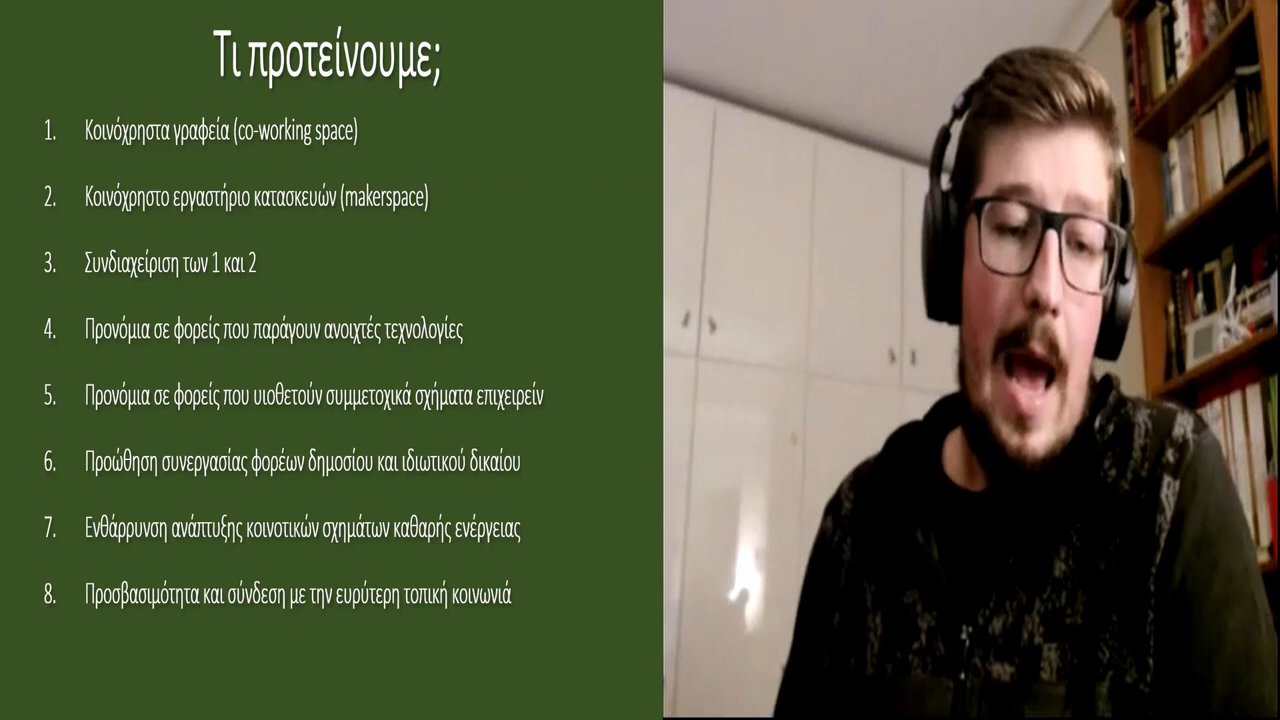 Τι προτείνουμε;
1. Κοινόχρηστα γραφεία (co-working space)
2. Κοινόχρηστο εργαστήριο κατασκευών (makerspace)
3. Συνδιαχείριση των 1 και 2
4. Προνόμια σε φορείς που παράγουν ανοιχτές τεχνολογίες
5. Προνόμια σε φορείς που υιοθετούν συμμετοχικά σχήματα επιχειρείν
6. Προώθηση συνεργασίας φορέων δημοσίου και ιδιωτικού δικαίου
7. Ενθάρρυνση ανάπτυξης κοινοτικών σχημάτων καθαρής ενέργειας
8. Προσβασιμότητα και σύνδεση με την ευρύτερη τοπική κοινωνιά